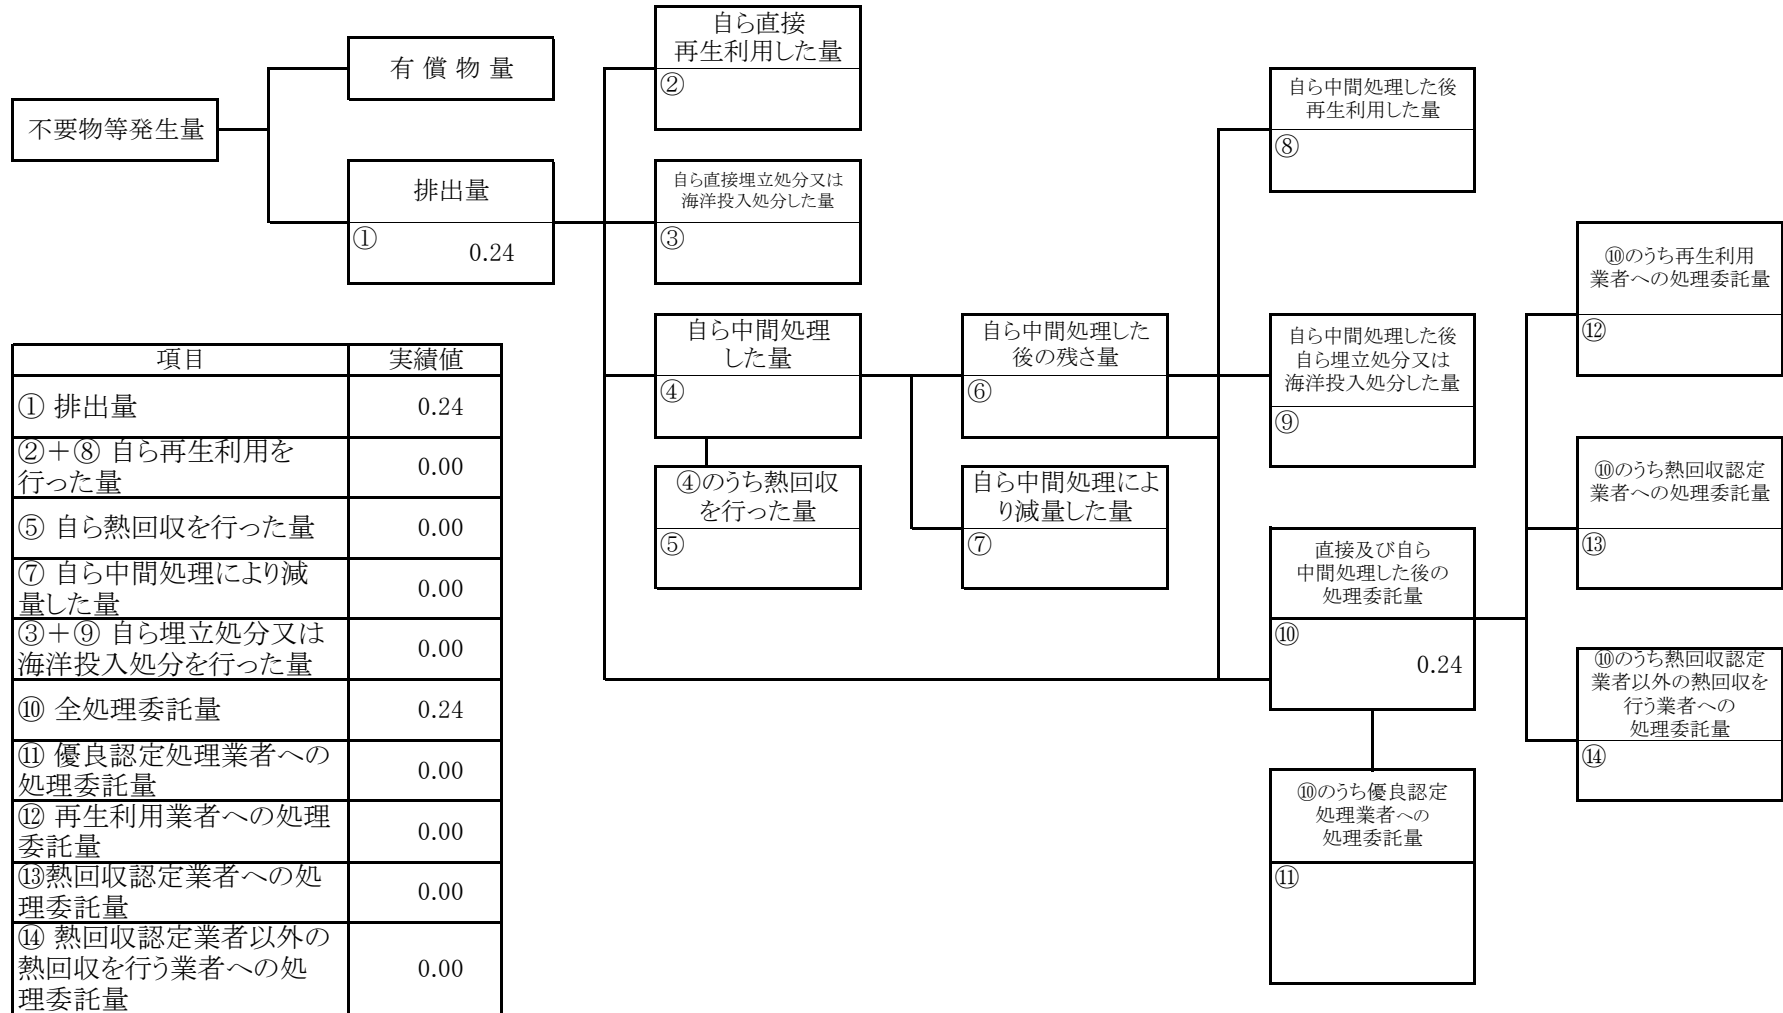 不要物等発生量
有 償 物 量
排出量
①
0.24
自ら直接
再生利用した量
②
自ら直接埋立処分又は
海洋投入処分した量
③
自ら中間処理
した量
④
④のうち熱回収
を行った量
⑤
自ら中間処理した
後の残さ量
⑥
自ら中間処理によ
り減量した量
⑦
自ら中間処理した後
再生利用した量
⑧
自ら中間処理した後
自ら埋立処分又は
海洋投入処分した量
⑨
直接及び自ら
中間処理した後の
処理委託量
⑩
0.24
⑩のうち優良認定
処理業者への
処理委託量
⑪
⑩のうち再生利用
業者への処理委託量
⑫
⑩のうち熱回収認定
業者への処理委託量
⑬
⑩のうち熱回収認定
業者以外の熱回収を
行う業者への
処理委託量
⑭
項目 実績値
① 排出量 0.24
②＋⑧ 自ら再生利用を
行った量 0.00
⑤ 自ら熱回収を行った量 0.00
⑦ 自ら中間処理により減
量した量 0.00
③＋⑨ 自ら埋立処分又は
海洋投入処分を行った量 0.00
⑩ 全処理委託量 0.24
⑪ 優良認定処理業者への
処理委託量 0.00
⑫ 再生利用業者への処理
委託量 0.00
⑬熱回収認定業者への処
理委託量 0.00
⑭ 熱回収認定業者以外の
熱回収を行う業者への処
理委託量 0.00